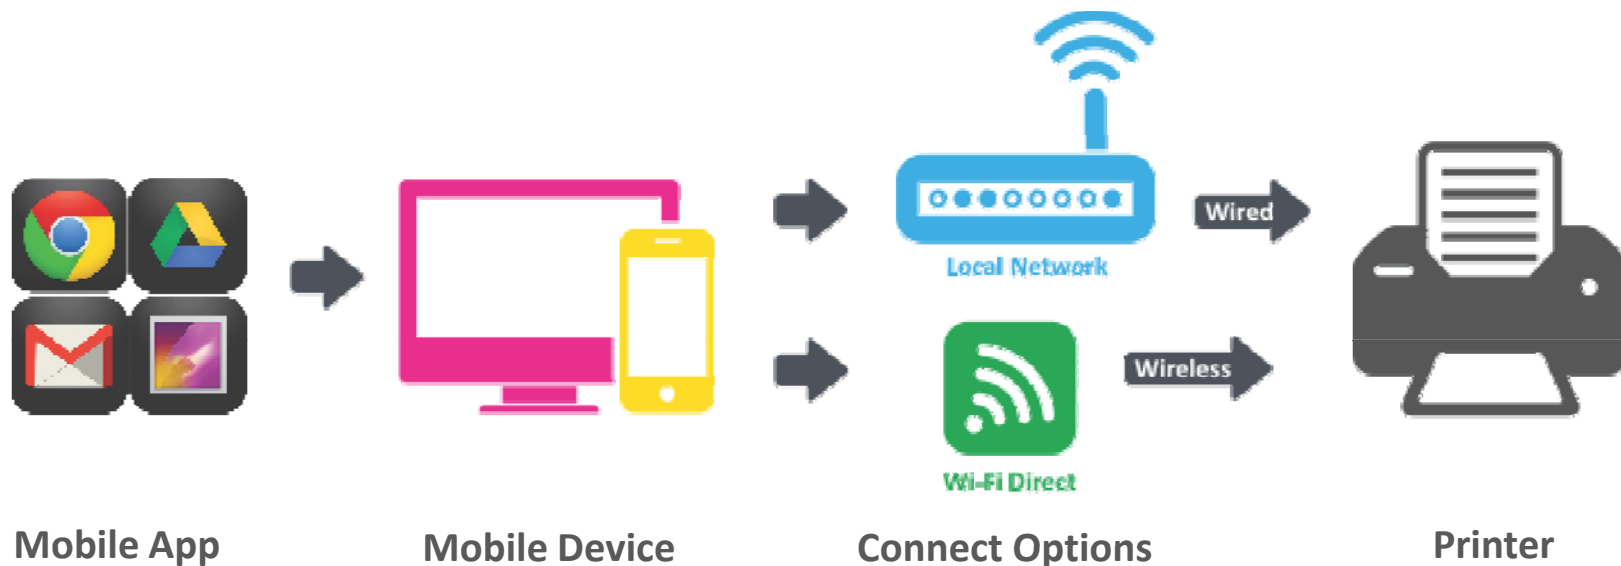 Local Network
Wired
Wi-Fi Direct
Wireless
Mobile App
Mobile Device
Connect Options
Printer